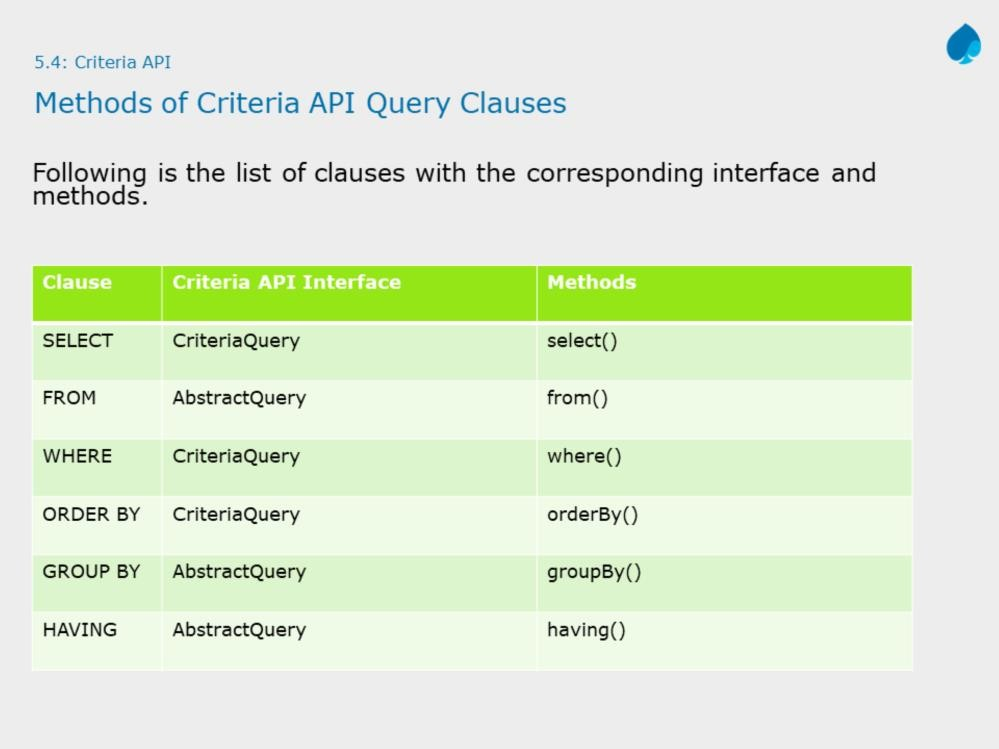 5.4: Criteria API
Methods of Criteria API Query Clauses
Following is the list of clauses with the corresponding interface and
methods.
Clause Criteria API Interface Methods
SELECT CriteriaQuery select()
FROM AbstractQuery from()
WHERE CriteriaQuery where()
ORDER BY CriteriaQuery orderBy()
GROUP BY AbstractQuery groupBy()
HAVING AbstractQuery having()